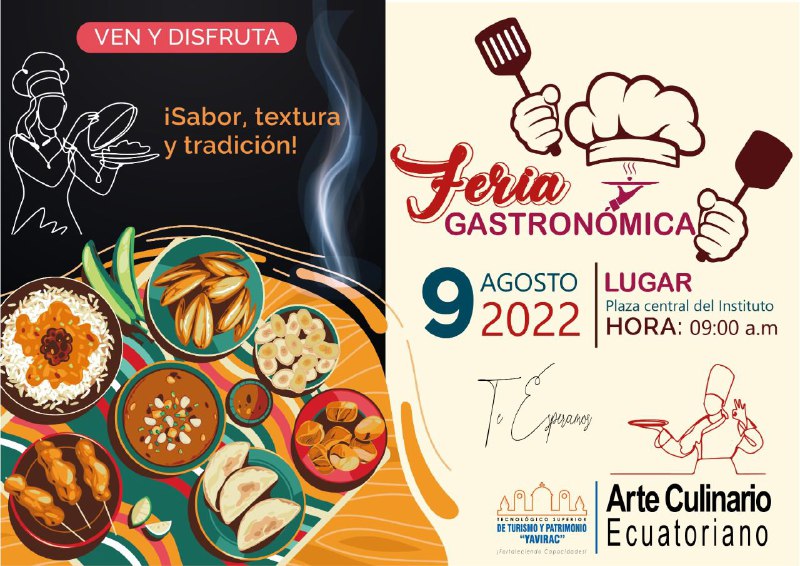 VEN Y DISFRUTA
¡Sabor, textura
y tradición!
Feria
GASTRONÓMICA
9
AGOSTO
2022
LUGAR
Plaza central del Instituto
HORA: 09:00 a.m
Te Esperamos
TECNOLÓGICO SUPERIOR
DE TURISMO Y PATRIMONIO
"YAVIRAC"
¡Fortaleciendo Capacidades!
Arte Culinario
Ecuatoriano